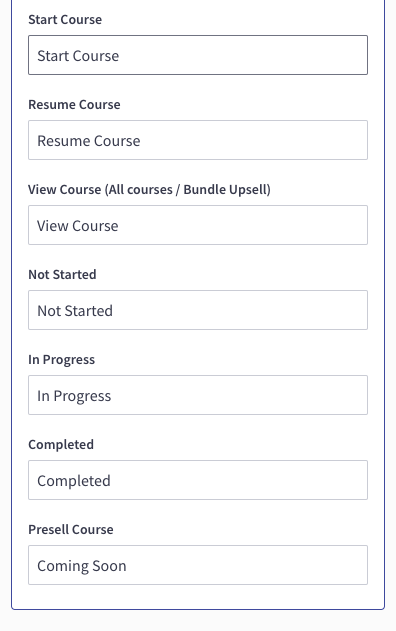 Start Course
Start Course
Resume Course
Resume Course
View Course (All courses / Bundle Upsell)
View Course
Not Started
Not Started
In Progress
In Progress
Completed
Completed
Presell Course
Coming Soon